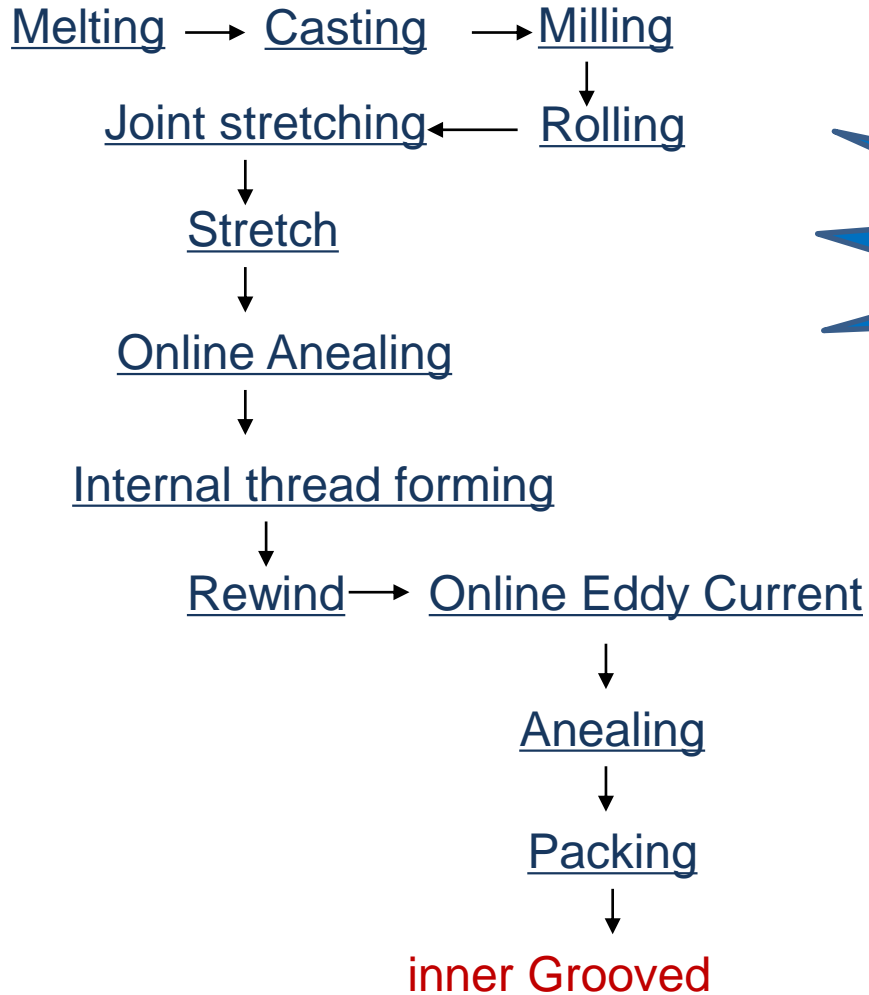 Melting Casting Milling
Joint stretching Rolling
Stretch
Online Anealing
Internal thread forming
Rewind Online Eddy Current
Anealing
Packing
inner Grooved